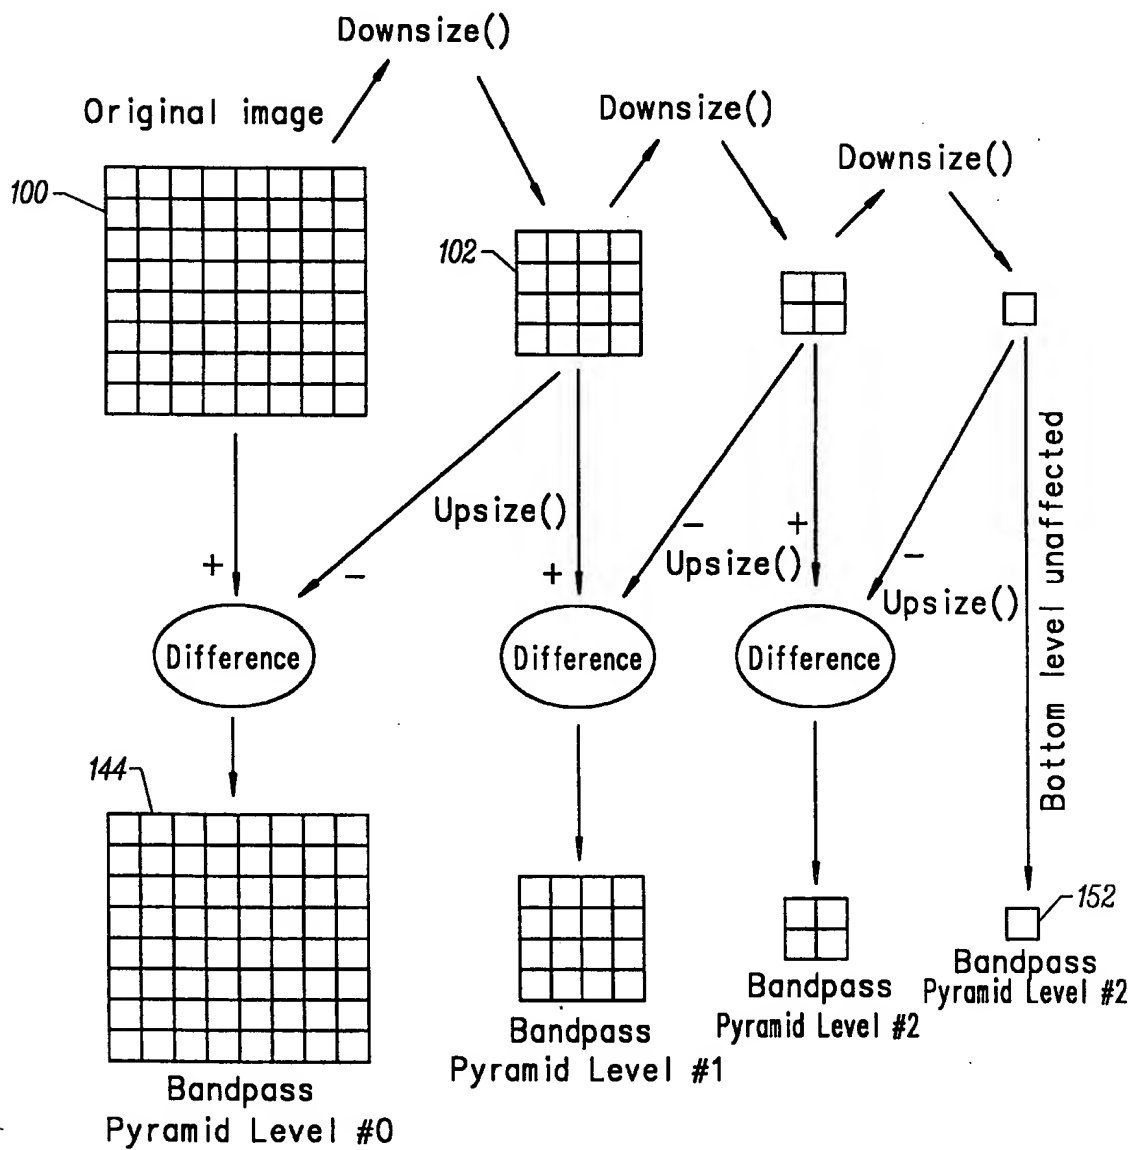 Downsize()
Original image
Downsize()
Downsize()
100
102
Upsize()
+
−
+
−
Upsize()
+
−
Upsize()
Bottom level unaffected
Difference
Difference
Difference
144
152
Bandpass
Pyramid Level #0
Bandpass
Pyramid Level #1
Bandpass
Pyramid Level #2
Bandpass
Pyramid Level #2